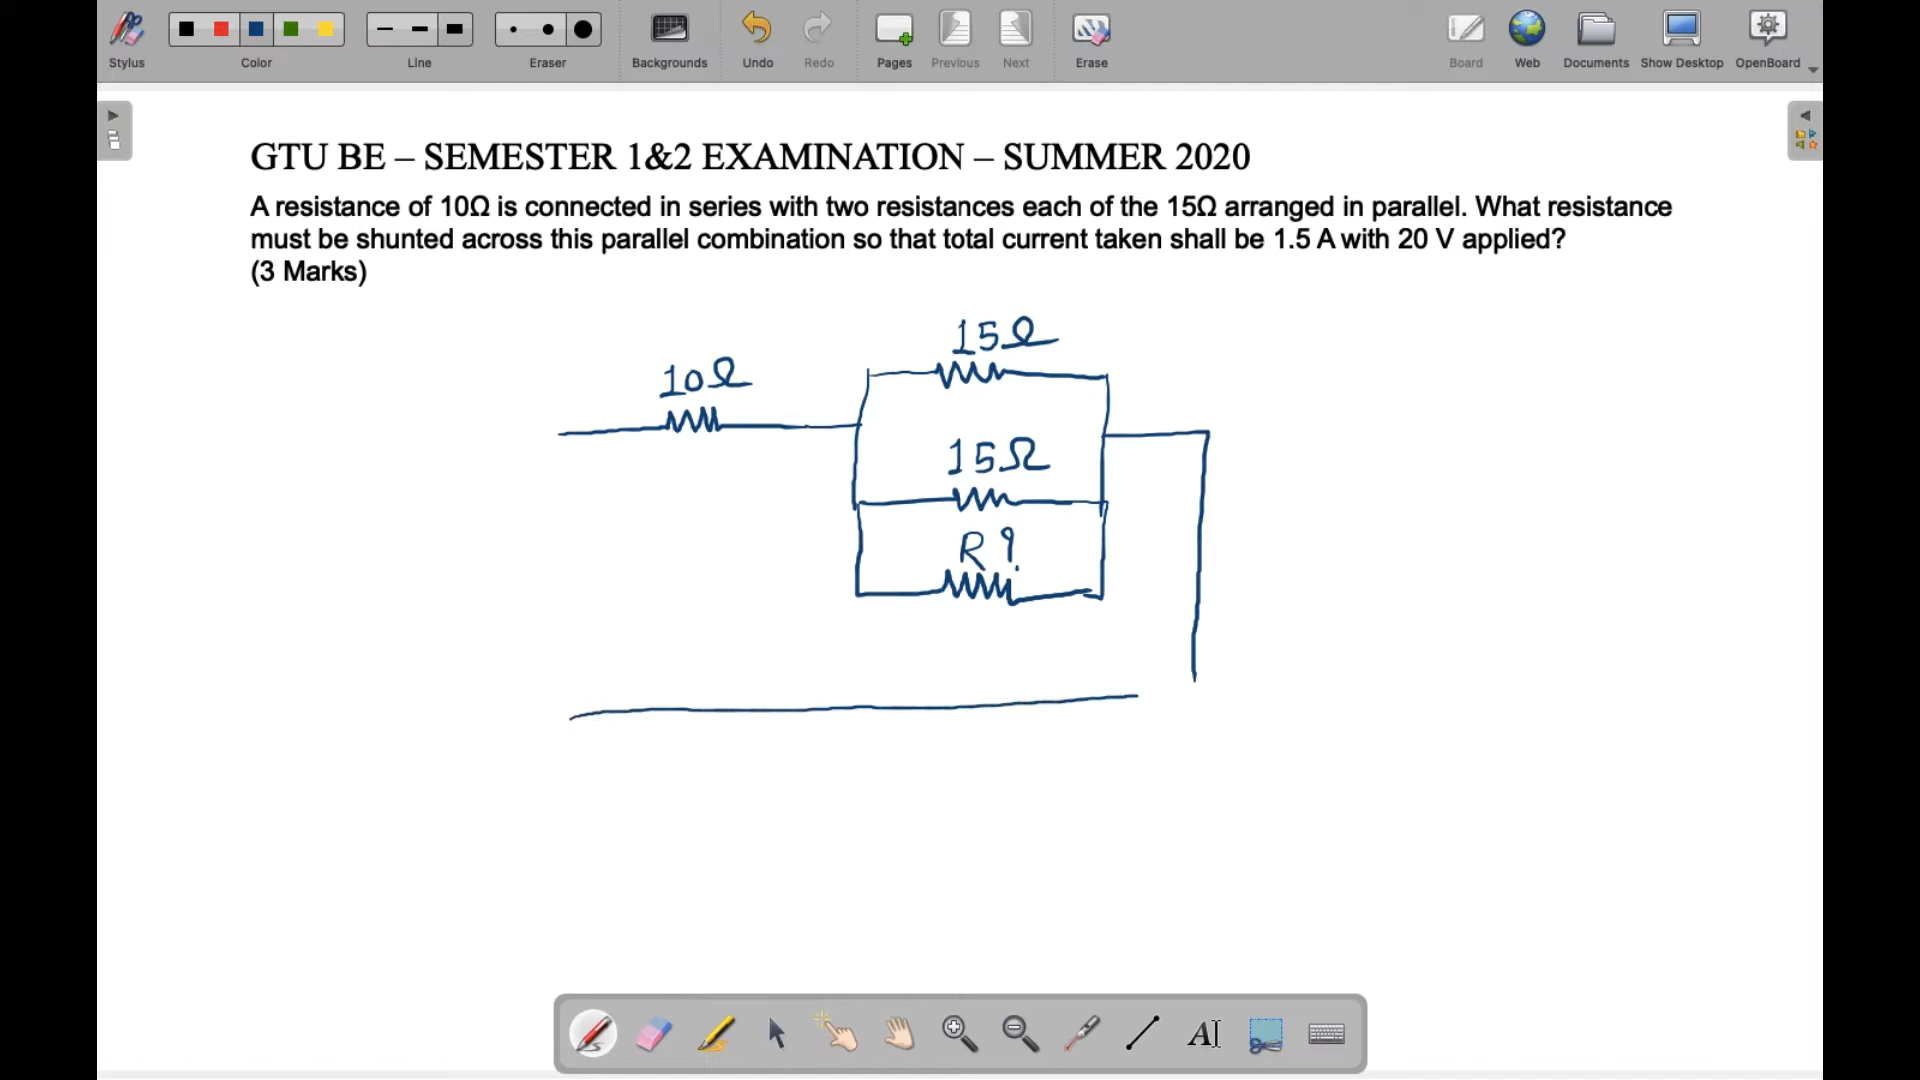 Stylus
Color
Line
Eraser
Backgrounds
Undo
Redo
Pages
Previous
Next
Erase
Board
Web
Documents
Show Desktop
OpenBoard
GTU BE – SEMESTER 1&2 EXAMINATION – SUMMER 2020
A resistance of 10Ω is connected in series with two resistances each of the 15Ω arranged in parallel. What resistance
must be shunted across this parallel combination so that total current taken shall be 1.5 A with 20 V applied?
(3 Marks)
15Ω
10Ω
15Ω
R?
A